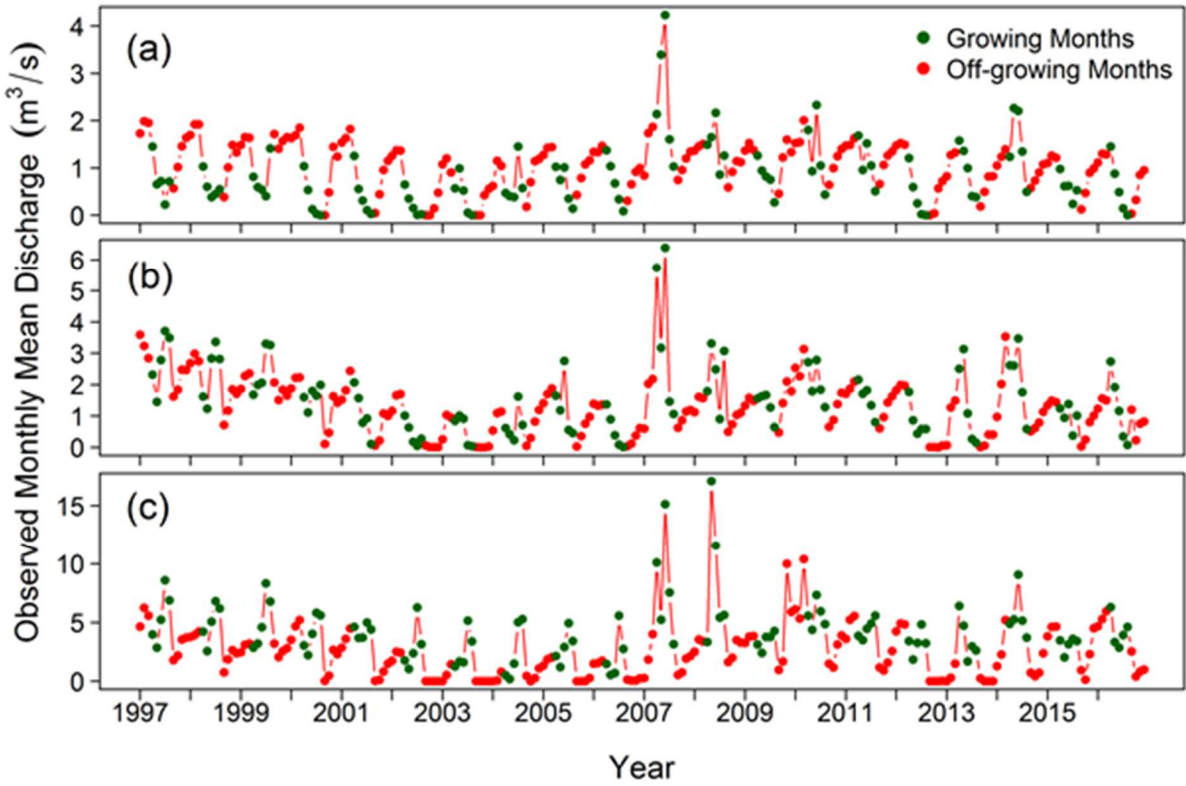 Observed Monthly Mean Discharge (m³/s)
(a)
Growing Months
Off-growing Months
4
3
2
1
0
(b)
6
5
4
3
2
1
0
(c)
15
10
5
0
1997 1999 2001 2003 2005 2007 2009 2011 2013 2015
Year